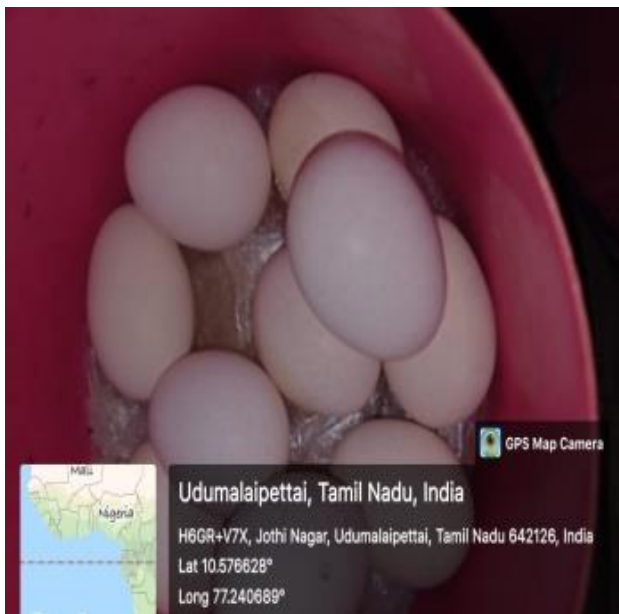 GPS Map Camera
Mali
Nigeria
Udumalaipettai, Tamil Nadu, India
H6GR+V7X, Jothi Nagar, Udumalaipettai, Tamil Nadu 642126, India
Lat 10.576628°
Long 77.240689°